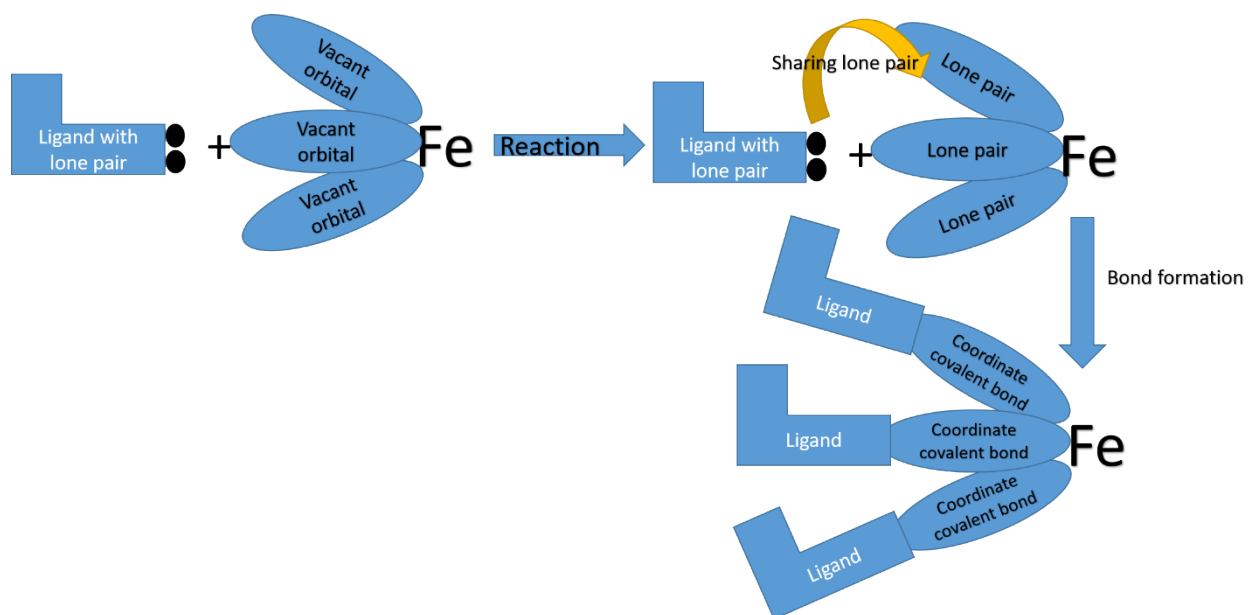 Vacant
orbital
Ligand with
lone pair
+
Vacant
orbital
Vacant
orbital
Fe
Reaction
Sharing lone pair
Ligand with
lone pair
+
Lone pair
Lone pair
Lone pair
Fe
Bond formation
Ligand
Coordinate
covalent bond
Ligand
Coordinate
covalent bond
Ligand
Coordinate
covalent bond
Fe